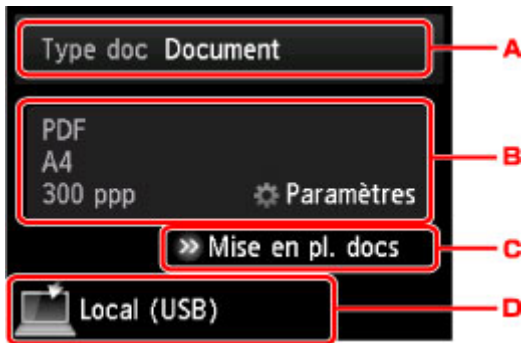 Type doc Document
A
PDF
A4
300 ppp Paramètres
B
Mise en pl. docs
C
Local (USB)
D